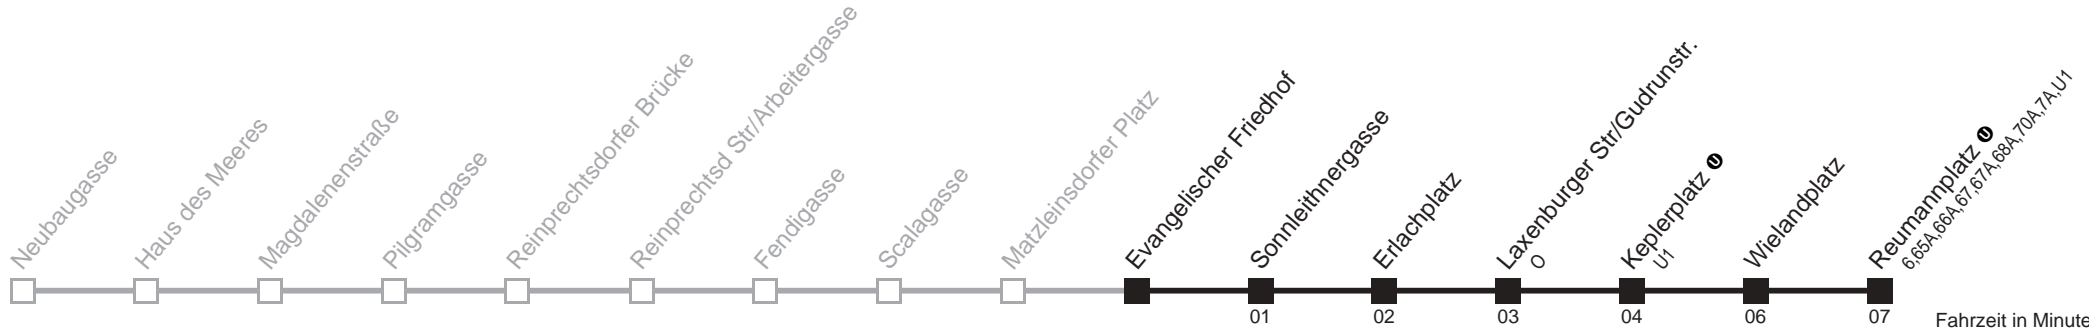 Neubaugasse
Haus des Meeres
Magdalenenstraße
Pilgramgasse
Reinprechtsdorfer Brücke
Reinprechtsd Str/Arbeitergasse
Fendigasse
Scalagasse
Matzleinsdorfer Platz
Evangelischer Friedhof
Sonnleithnergasse
Erlachplatz
Laxenburger Str/Gudrunstr.
O
Keplerplatz U
U1
Wielandplatz
Reumannplatz U
6,65A,66A,67,67A,68A,70A,7A,U1
01 02 03 04 06 07 Fahrzeit in Minute